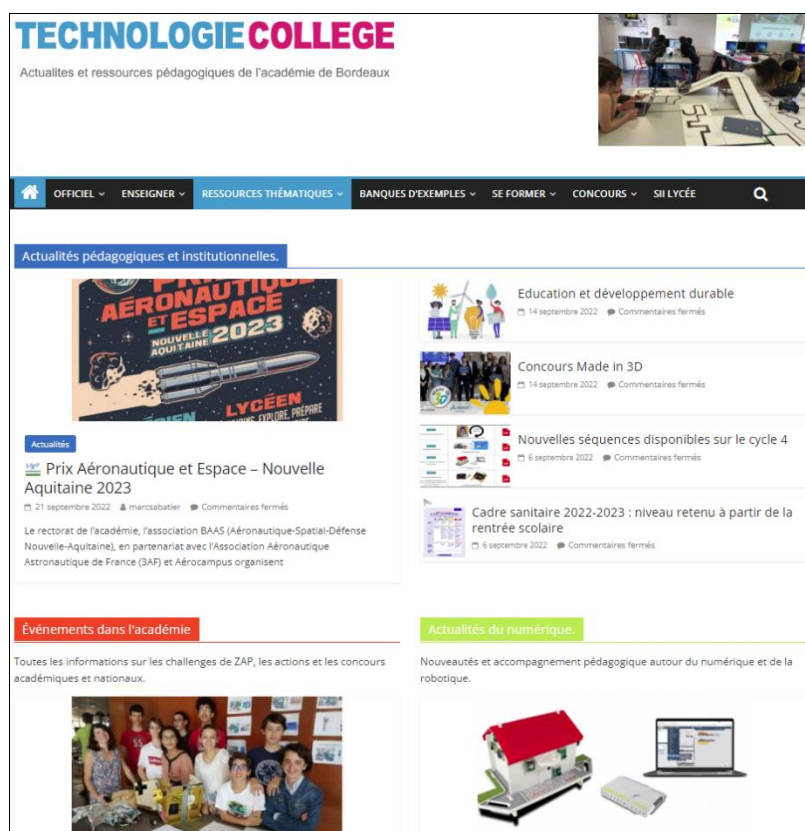 TECHNOLOGIE COLLEGE
Actualites et ressources pédagogiques de l'académie de Bordeaux
OFFICIEL ENSEIGNER RESSOURCES THÉMATIQUES BANQUES D'EXEMPLES SE FORMER CONCOURS SII LYCÉE
Actualités pédagogiques et institutionnelles.
PRIX
AÉRONAUTIQUE
ET ESPACE
NOUVELLE
AQUITAINE 2023
LYCÉEN
EXPLORE, PRÉPARE
Actualités
Prix Aéronautique et Espace – Nouvelle
Aquitaine 2023
21 septembre 2022 marcsabatier Commentaires fermés
Le rectorat de l'académie, l'association BAAS (Aéronautique-Spatial-Défense
Nouvelle-Aquitaine), en partenariat avec l'Association Aéronautique
Astronautique de France (3AF) et Aérocampus organisent
Education et développement durable
14 septembre 2022 Commentaires fermés
Concours Made in 3D
14 septembre 2022 Commentaires fermés
Nouvelles séquences disponibles sur le cycle 4
6 septembre 2022 Commentaires fermés
Cadre sanitaire 2022-2023 : niveau retenu à partir de la
rentrée scolaire
6 septembre 2022 Commentaires fermés
Événements dans l'académie
Toutes les informations sur les challenges de ZAP, les actions et les concours
académiques et nationaux.
Actualités du numérique.
Nouveautés et accompagnement pédagogique autour du numérique et de la
robotique.